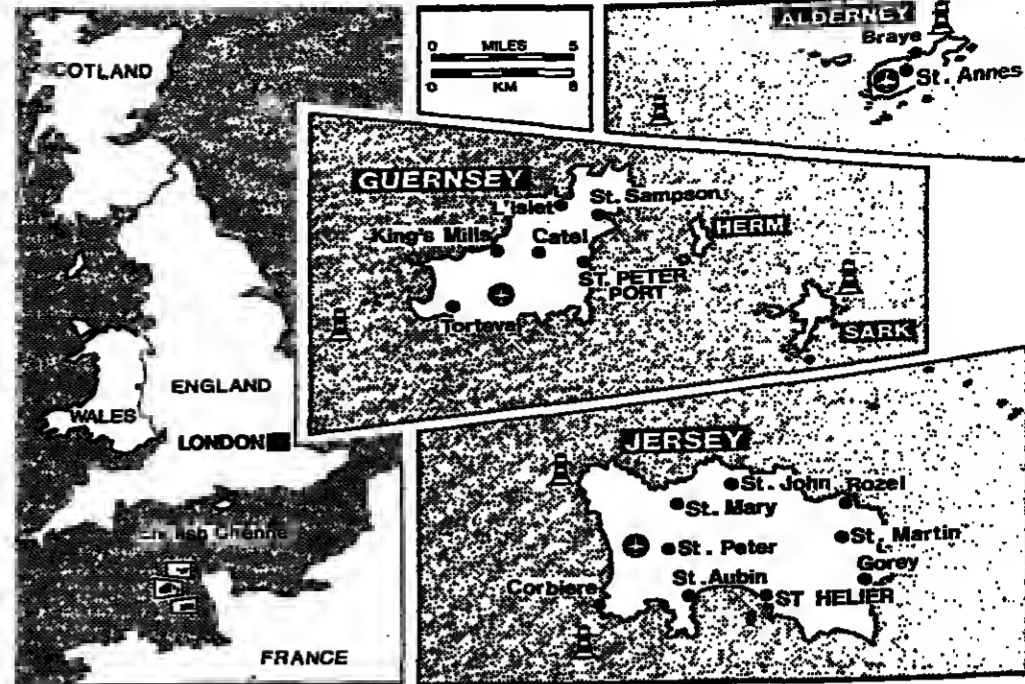 COTLAND
ENGLAND
WALES
LONDON
FRANCE
0 MILES 5
0 KM 8
ALDERNEY
Braye
St. Annes
GUERNSEY
L'Islet
St. Sampson
King's Mills
Catel
HERM
ST. PETER
PORT
Torteval
SARK
JERSEY
St. John
Rozel
St. Mary
St. Martin
St. Peter
Gorey
St. Aubin
Corbiere
ST HELIER